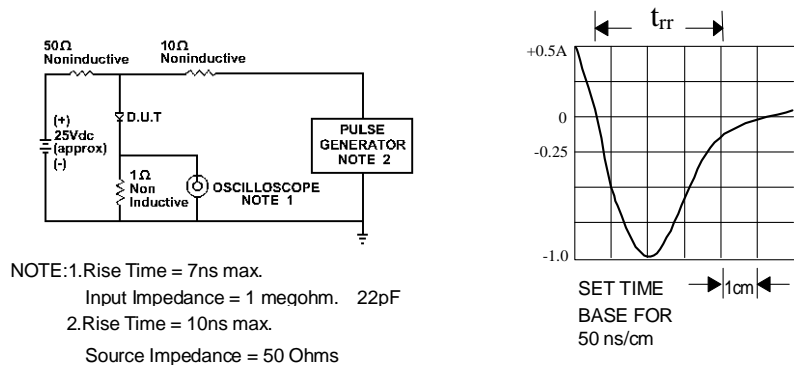 50Ω
Noninductive
10Ω
Noninductive
(+)
25Vdc
(approx)
(-)
D.U.T
1Ω
Non
Inductive
OSCILLOSCOPE
NOTE 1
PULSE
GENERATOR
NOTE 2
NOTE:1.Rise Time = 7ns max.
Input Impedance = 1 megohm. 22pF
2.Rise Time = 10ns max.
Source Impedance = 50 Ohms
trr
+0.5A
0
-0.25
-1.0
SET TIME
BASE FOR
50 ns/cm
1cm